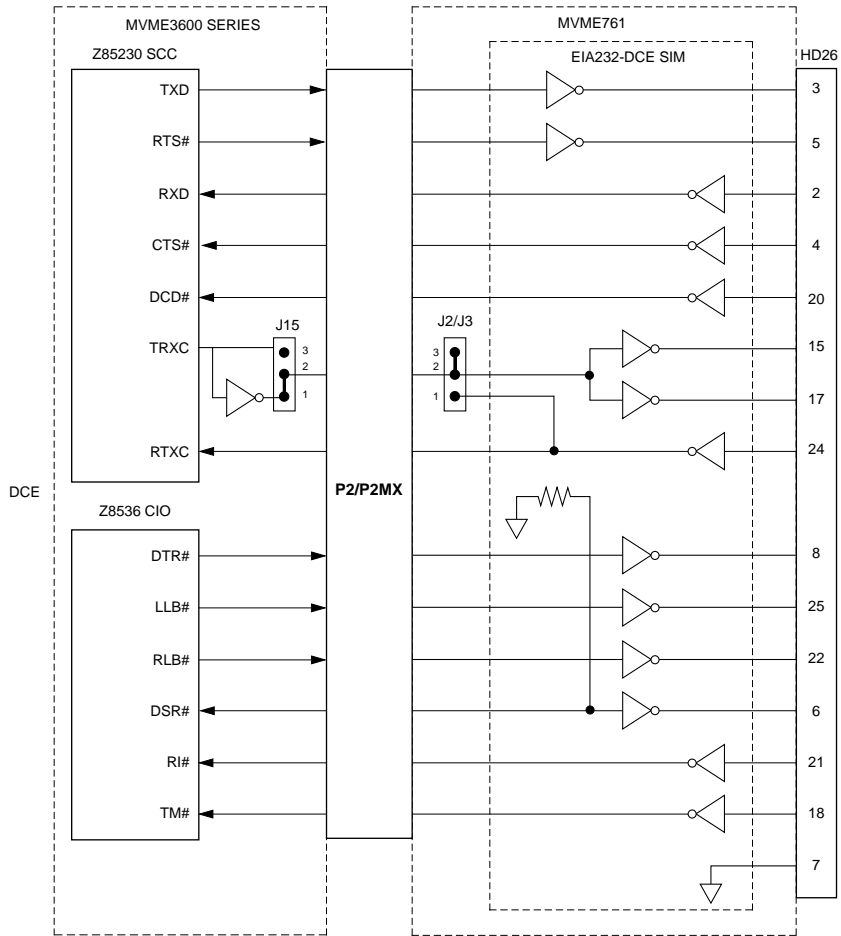 MVME3600 SERIES
MVME761
Z85230 SCC
EIA232-DCE SIM
HD26
TXD
3
RTS#
5
RXD
2
CTS#
4
DCD#
20
J15
J2/J3
TRXC
3
2
1
3
2
1
15
17
RTXC
24
DCE
P2/P2MX
Z8536 CIO
DTR#
8
LLB#
25
RLB#
22
DSR#
6
RI#
21
TM#
18
7